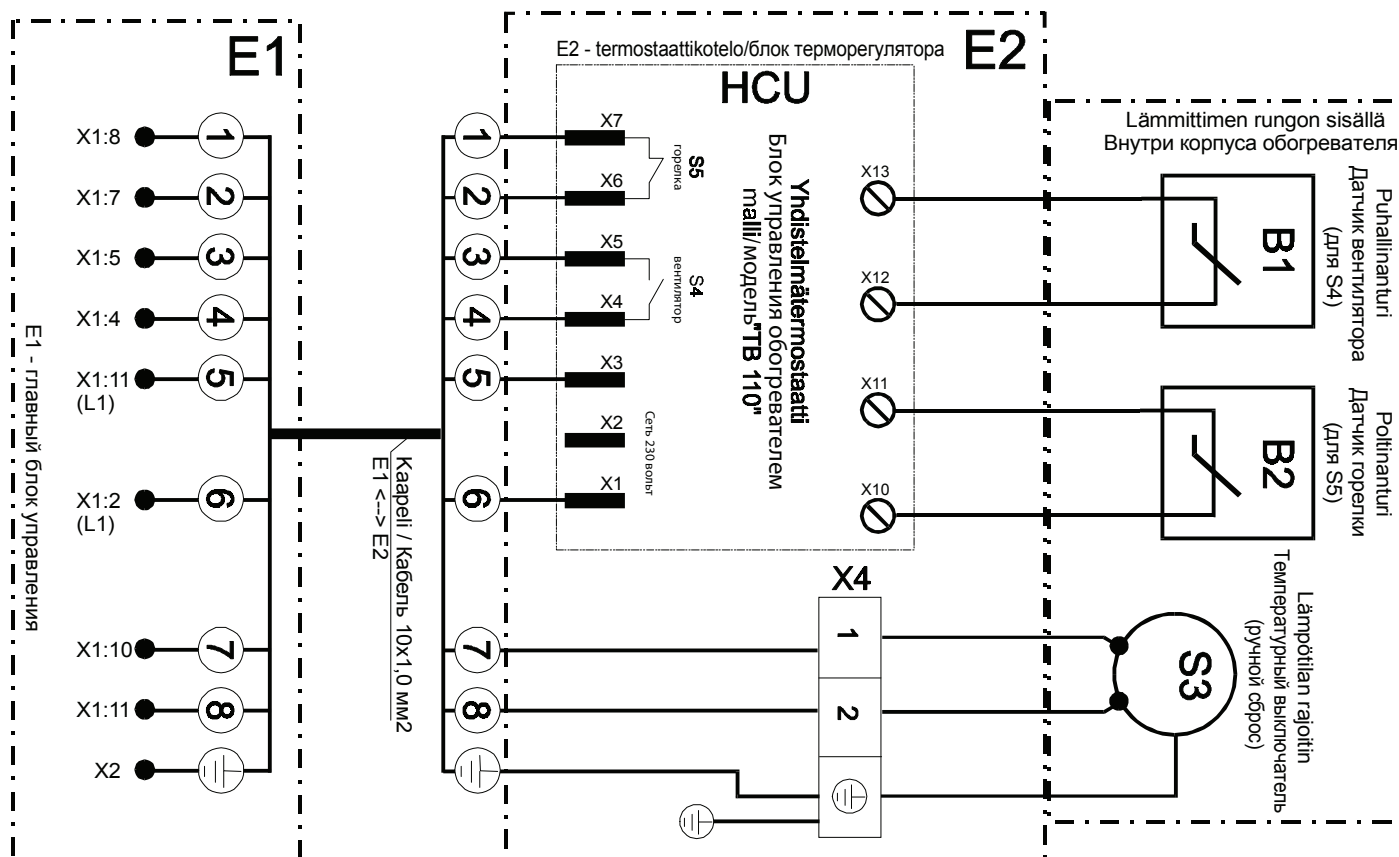 E1
X1:8
1
X1:7
2
X1:5
3
X1:4
4
X1:11
(L1)
5
X1:2
(L1)
6
X1:10
7
X1:11
8
X2
E1 - главный блок управления
Kaapeli / Кабель 10x1,0 мм2
E1 <--> E2
E2 - termostaattikotelo/блок терморегулятора
E2
HCU
1
2
3
4
5
6
7
8
X7
X6
S5
горелка
X5
X4
S4
вентилятор
X3
X2
X1
Сеть 230 вольт
Yhdistelmätermostaatti
Блок управления обогревателем
malli/модель"TB 110"
X13
X12
X11
X10
X4
1
2
Lämmittimen rungon sisällä
Внутри корпуса обогревателя
Puhallinanturi
Датчик вентилятора
(для S4)
B1
Poltinanturi
Датчик горелки
(для S5)
B2
Lämpötilan rajoitin
Температурный выключатель
(ручной сброс)
S3